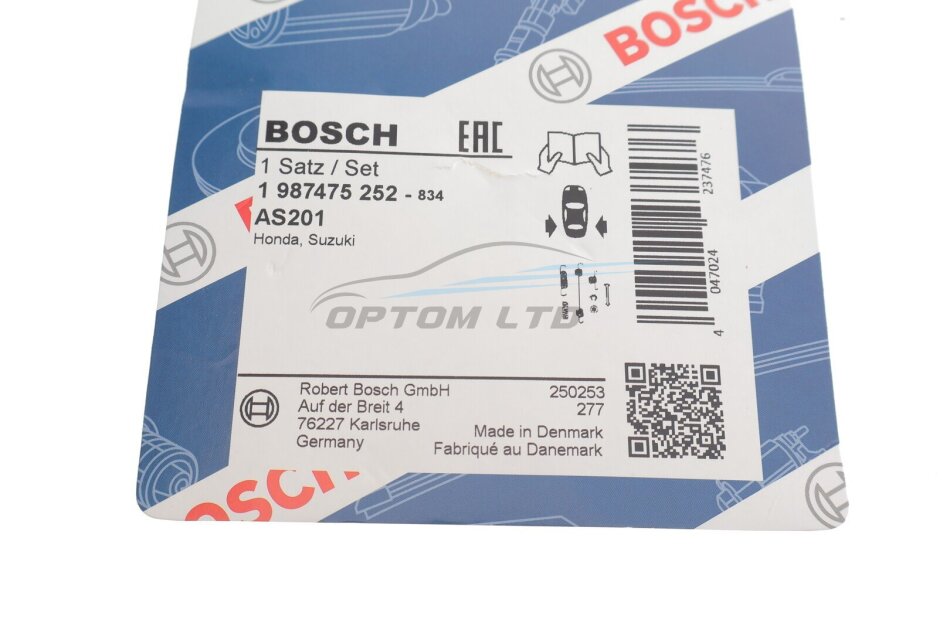 BOSCH
BOSCH EAC
1 Satz / Set
1 987475 252 - 834
AS201
Honda, Suzuki
4 047024 237476
OPTOM LTD
Robert Bosch GmbH
Auf der Breit 4
76227 Karlsruhe
Germany
250253
277
Made in Denmark
Fabriqué au Danemark
BOSCH